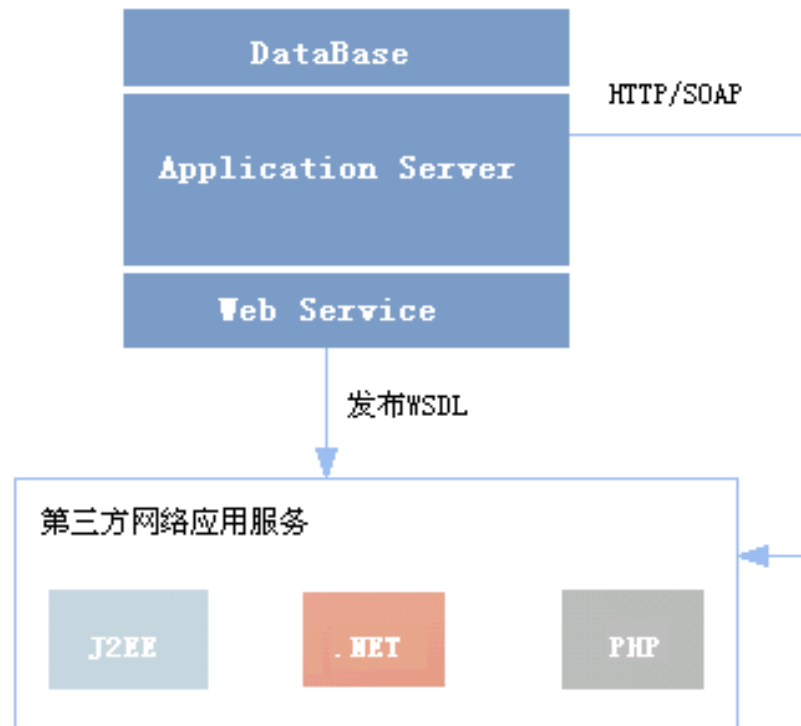 DataBase
HTTP/SOAP
Application Server
Web Service
发布WSDL
第三方网络应用服务
J2EE
.NET
PHP